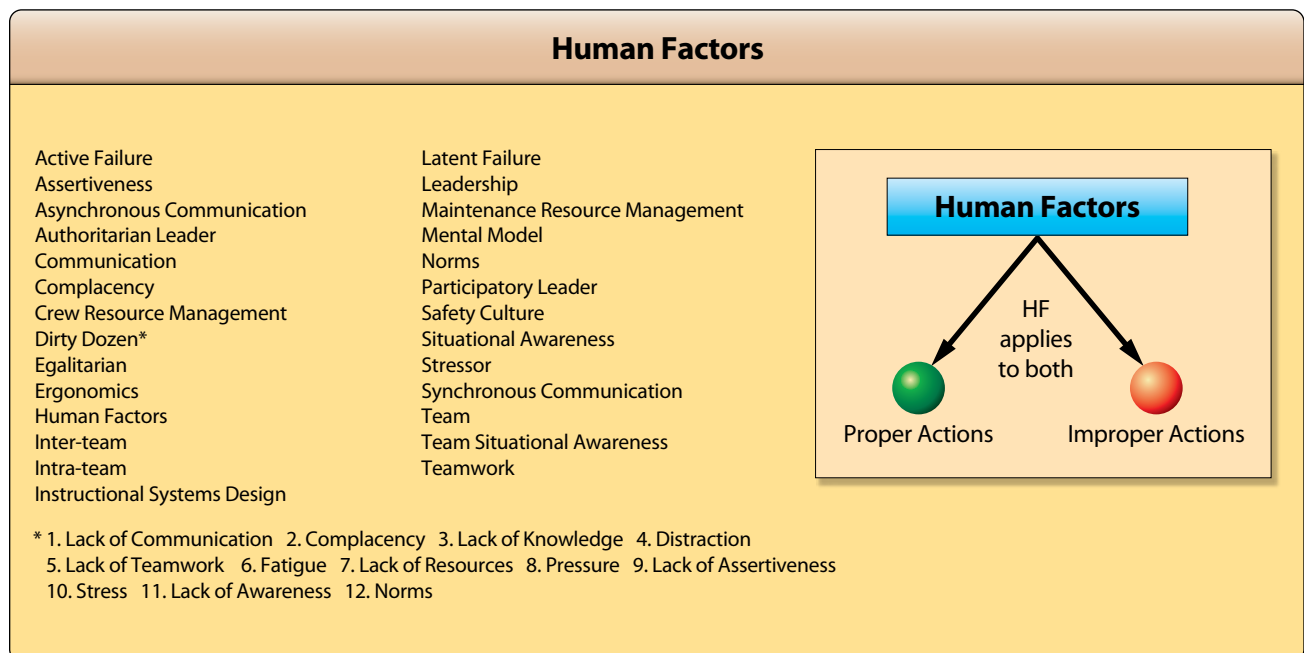 Human Factors
Active Failure
Assertiveness
Asynchronous Communication
Authoritarian Leader
Communication
Complacency
Crew Resource Management
Dirty Dozen*
Egalitarian
Ergonomics
Human Factors
Inter-team
Intra-team
Instructional Systems Design
Latent Failure
Leadership
Maintenance Resource Management
Mental Model
Norms
Participatory Leader
Safety Culture
Situational Awareness
Stressor
Synchronous Communication
Team
Team Situational Awareness
Teamwork
Human Factors
HF
applies
to both
Proper Actions
Improper Actions
* 1. Lack of Communication 2. Complacency 3. Lack of Knowledge 4. Distraction
5. Lack of Teamwork 6. Fatigue 7. Lack of Resources 8. Pressure 9. Lack of Assertiveness
10. Stress 11. Lack of Awareness 12. Norms